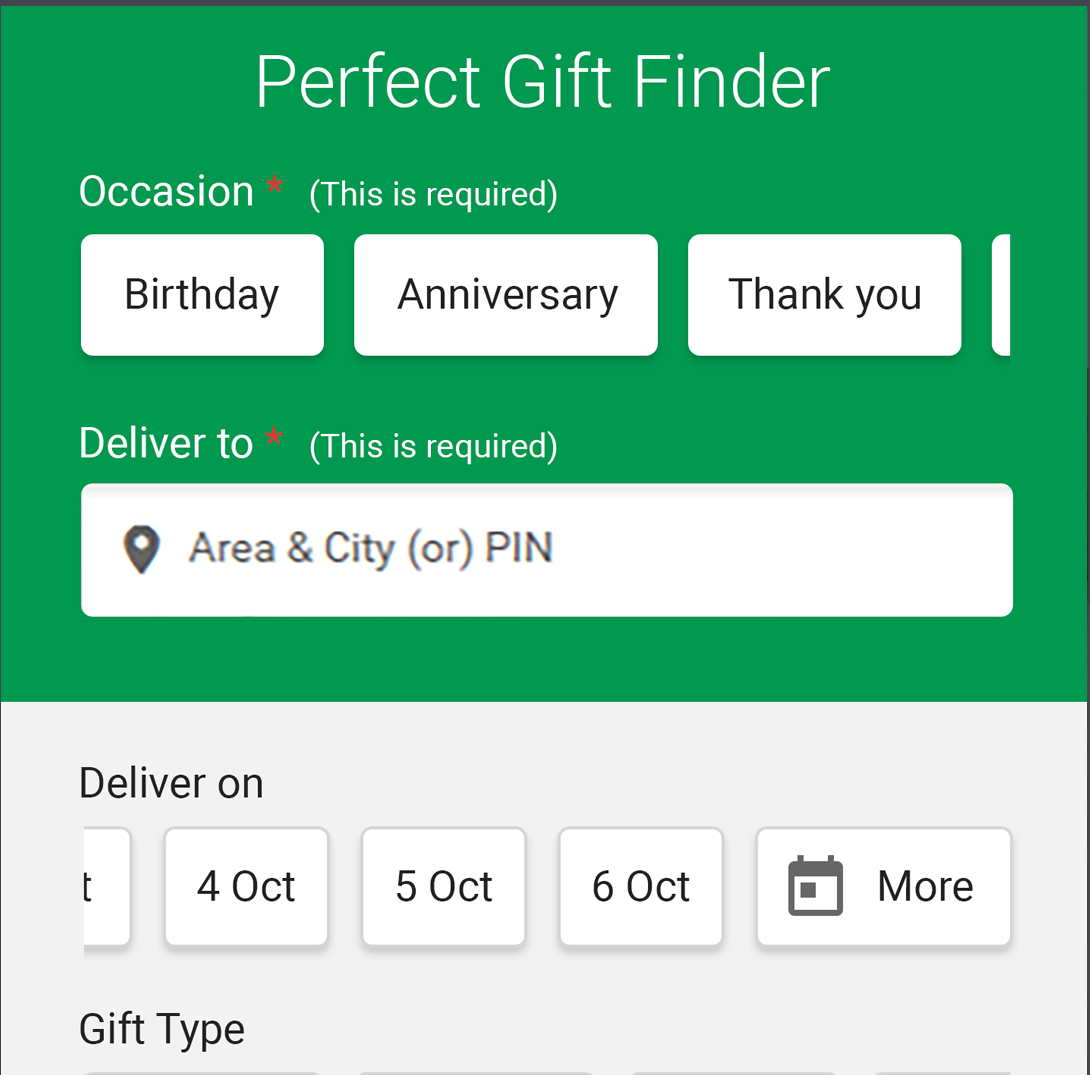 Perfect Gift Finder
Occasion * (This is required)
Birthday Anniversary Thank you
Deliver to * (This is required)
Area & City (or) PIN
Deliver on
t 4 Oct 5 Oct 6 Oct More
Gift Type